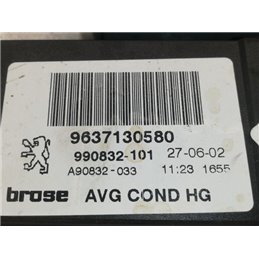 9637130580
990832-101 27-06-02
A90832-033 11:23 1655
brose AVG COND HG